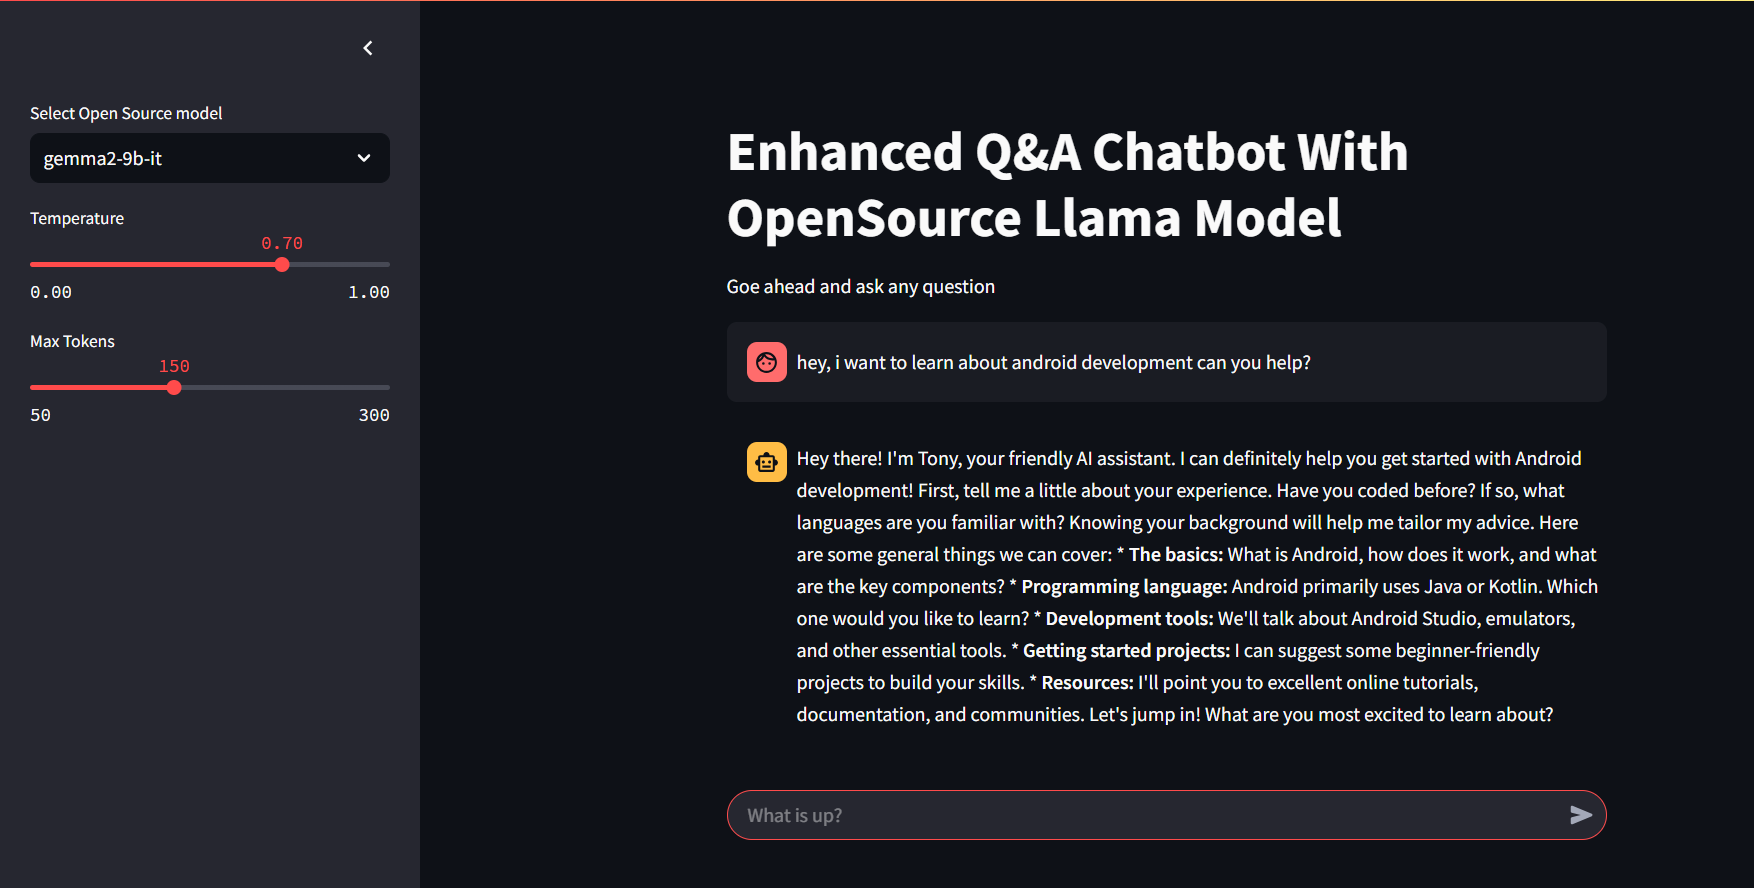 Select Open Source model
gemma2-9b-it
Temperature
0.70
0.00 1.00
Max Tokens
150
50 300
Enhanced Q&A Chatbot With
OpenSource Llama Model
Goe ahead and ask any question
hey, i want to learn about android development can you help?
Hey there! I'm Tony, your friendly AI assistant. I can definitely help you get started with Android
development! First, tell me a little about your experience. Have you coded before? If so, what
languages are you familiar with? Knowing your background will help me tailor my advice. Here
are some general things we can cover: * The basics: What is Android, how does it work, and what
are the key components? * Programming language: Android primarily uses Java or Kotlin. Which
one would you like to learn? * Development tools: We'll talk about Android Studio, emulators,
and other essential tools. * Getting started projects: I can suggest some beginner-friendly
projects to build your skills. * Resources: I'll point you to excellent online tutorials,
documentation, and communities. Let's jump in! What are you most excited to learn about?
What is up?